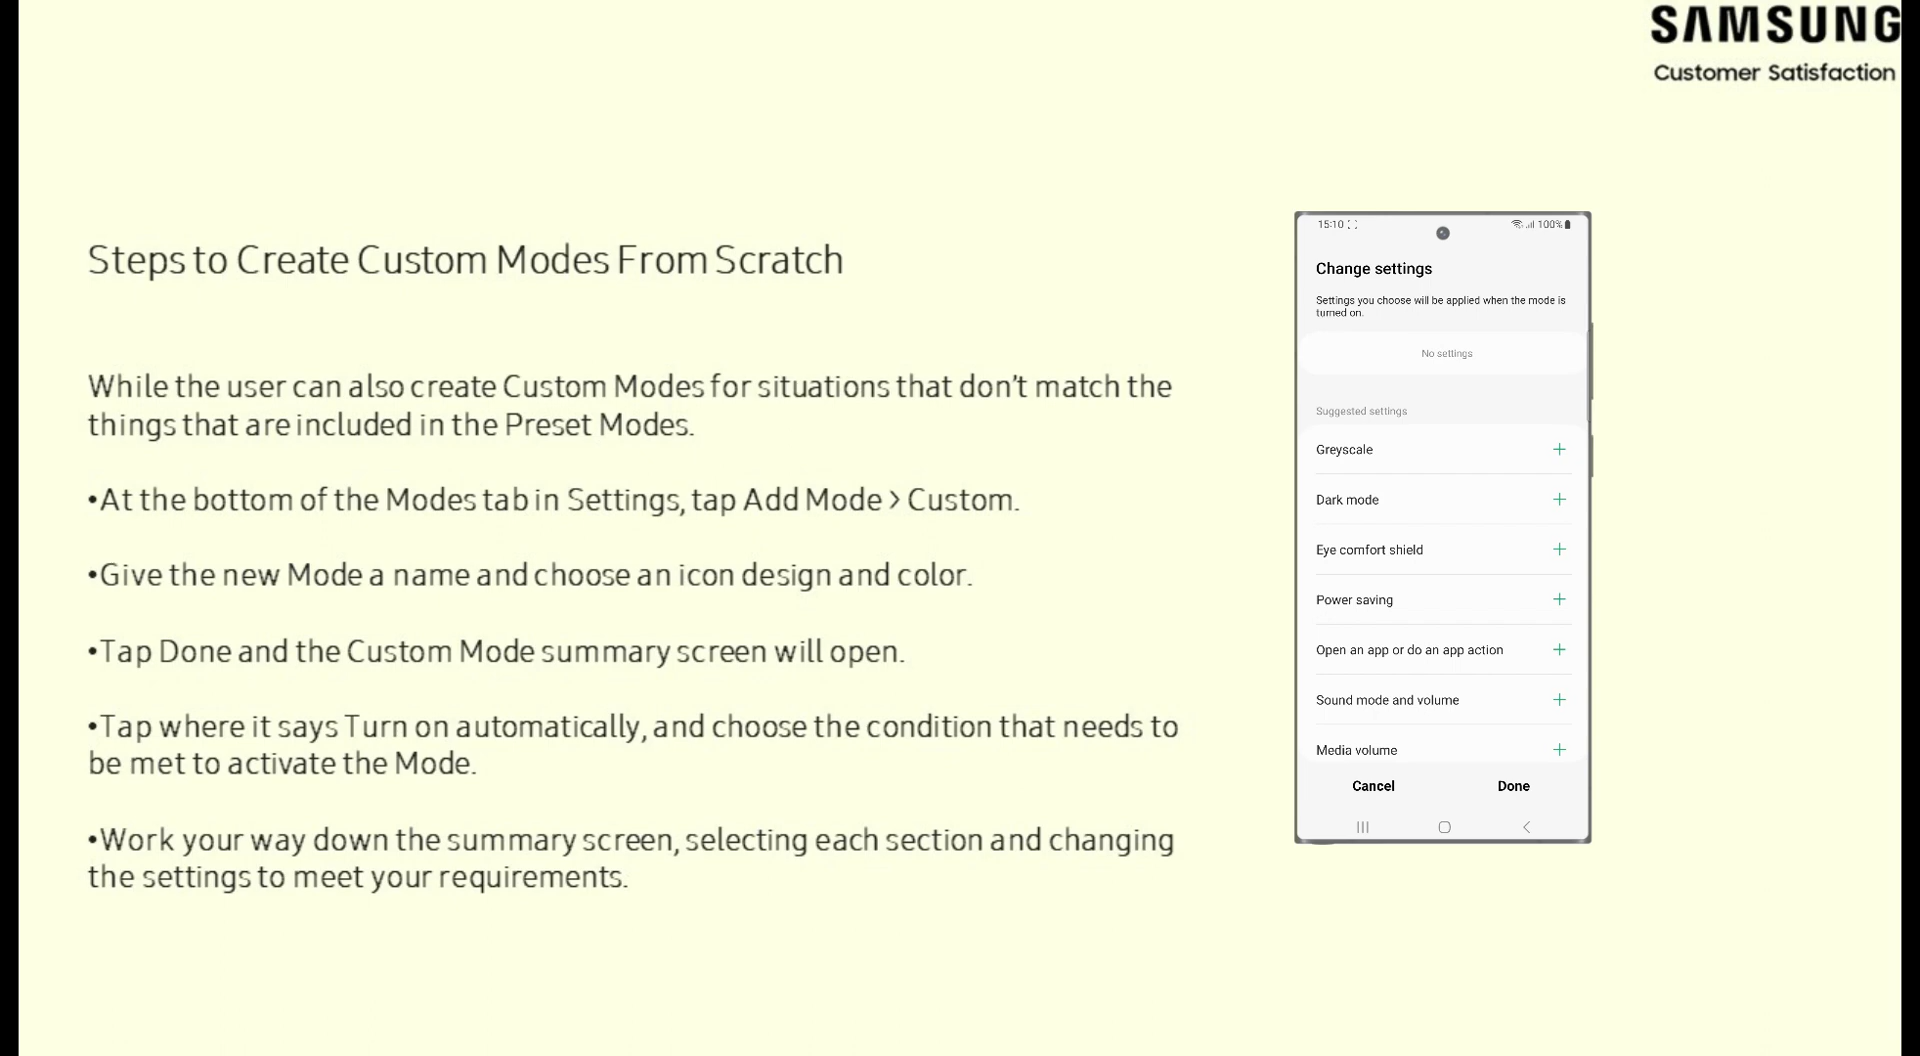 SAMSUNG
Customer Satisfaction
Steps to Create Custom Modes From Scratch
While the user can also create Custom Modes for situations that don't match the
things that are included in the Preset Modes.
•At the bottom of the Modes tab in Settings, tap Add Mode > Custom.
•Give the new Mode a name and choose an icon design and color.
•Tap Done and the Custom Mode summary screen will open.
•Tap where it says Turn on automatically, and choose the condition that needs to
be met to activate the Mode.
•Work your way down the summary screen, selecting each section and changing
the settings to meet your requirements.
15:10 100%
Change settings
Settings you choose will be applied when the mode is
turned on.
No settings
Suggested settings
Greyscale
Dark mode
Eye comfort shield
Power saving
Open an app or do an app action
Sound mode and volume
Media volume
Cancel Done